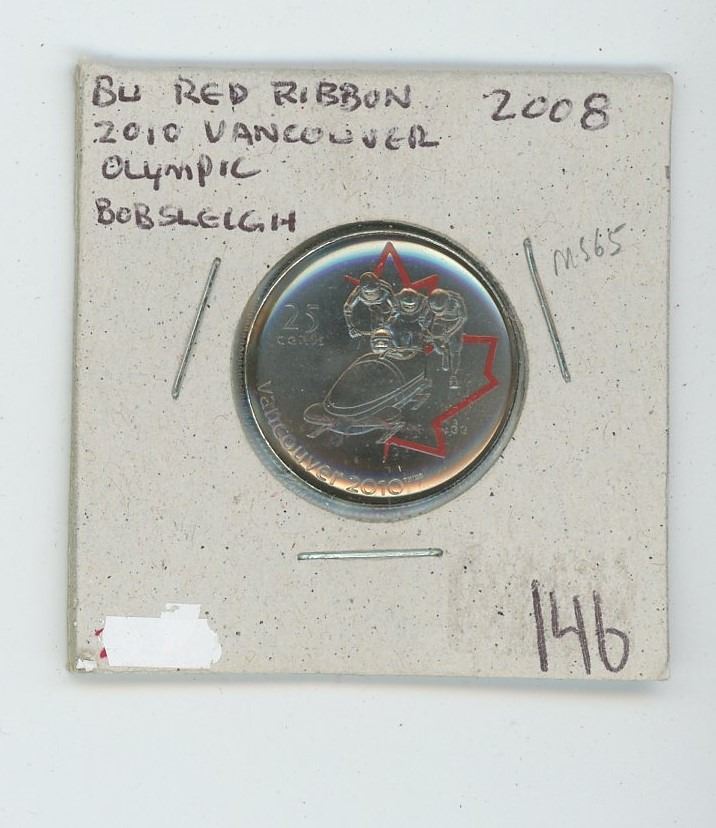 BU RED RIBBON 2008
2010 VANCOUVER
OLYMPIC
BOBSLEIGH
MS65
25
cents
Vancouver 2010
146